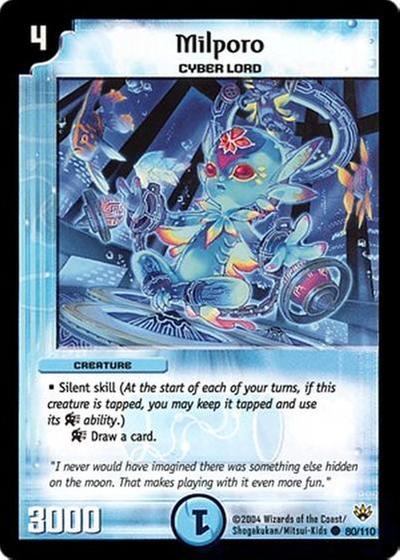 4
Milporo
CYBER LORD
CREATURE
▪ Silent skill (At the start of each of your turns, if this
creature is tapped, you may keep it tapped and use
its ability.)
Draw a card.
"I never would have imagined there was something else hidden
on the moon. That makes playing with it even more fun."
3000
1
©2004 Wizards of the Coast/
Shogakukan/Mitsui-Kids ● 80/110